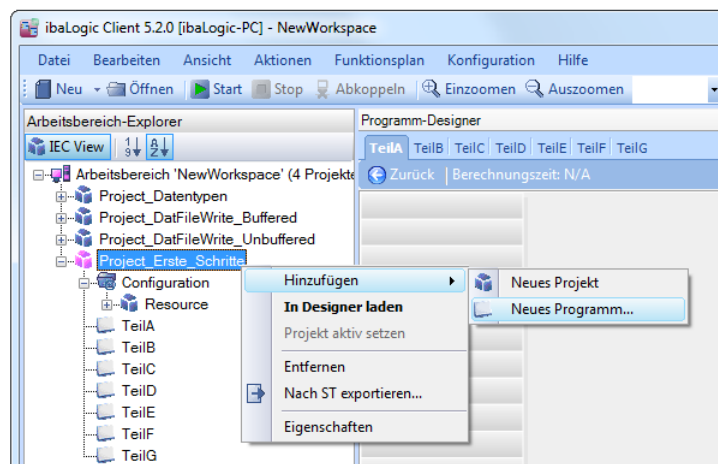 ibaLogic Client 5.2.0 [ibaLogic-PC] - NewWorkspace
Datei Bearbeiten Ansicht Aktionen Funktionsplan Konfiguration Hilfe
Neu Öffnen Start Stop Abkoppeln Einzoomen Auszoomen
Arbeitsbereich-Explorer
Programm-Designer
IEC View
TeilA TeilB TeilC TeilD TeilE TeilF TeilG
Zurück Berechnungszeit: N/A
Arbeitsbereich 'NewWorkspace' (4 Projekte
Project_Datentypen
Project_DatFileWrite_Buffered
Project_DatFileWrite_Unbuffered
Project_Erste_Schritte
Configuration
Resource
TeilA
TeilB
TeilC
TeilD
TeilE
TeilF
TeilG
Hinzufügen
In Designer laden
Projekt aktiv setzen
Entfernen
Nach ST exportieren...
Eigenschaften
Neues Projekt
Neues Programm...